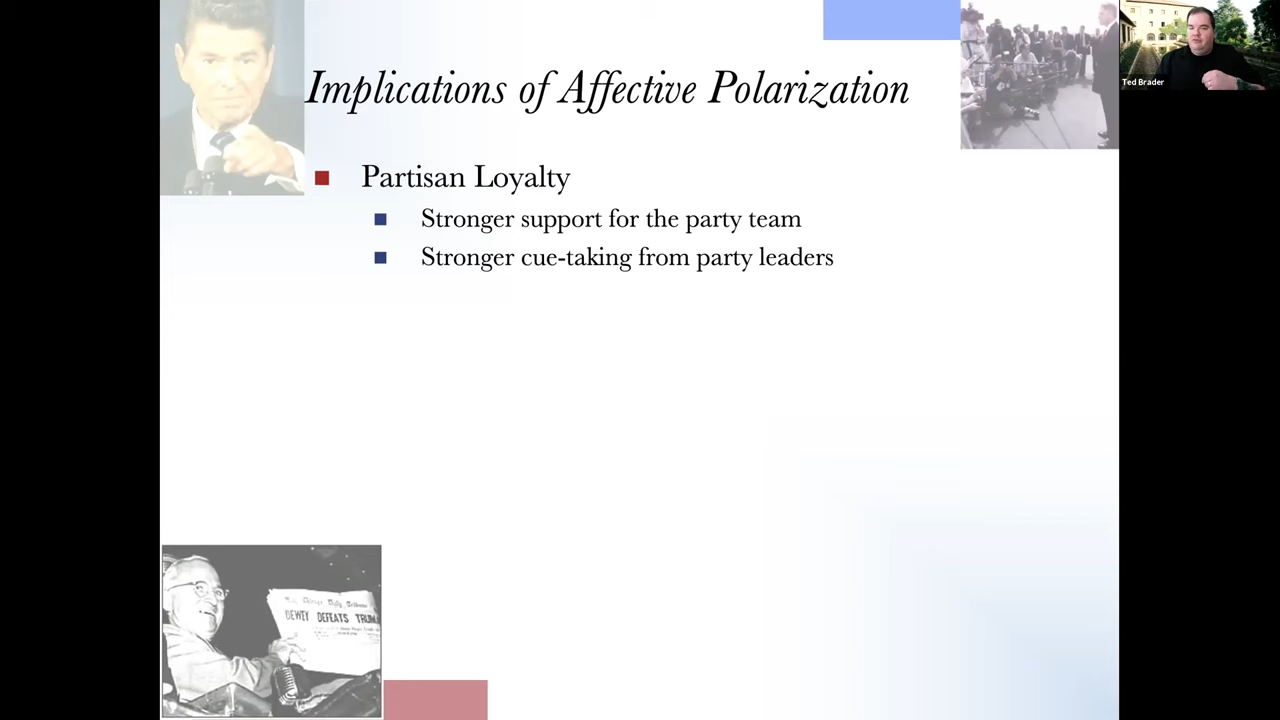 Implications of Affective Polarization
Ted Brader
Partisan Loyalty
Stronger support for the party team
Stronger cue-taking from party leaders
DEWEY DEFEATS